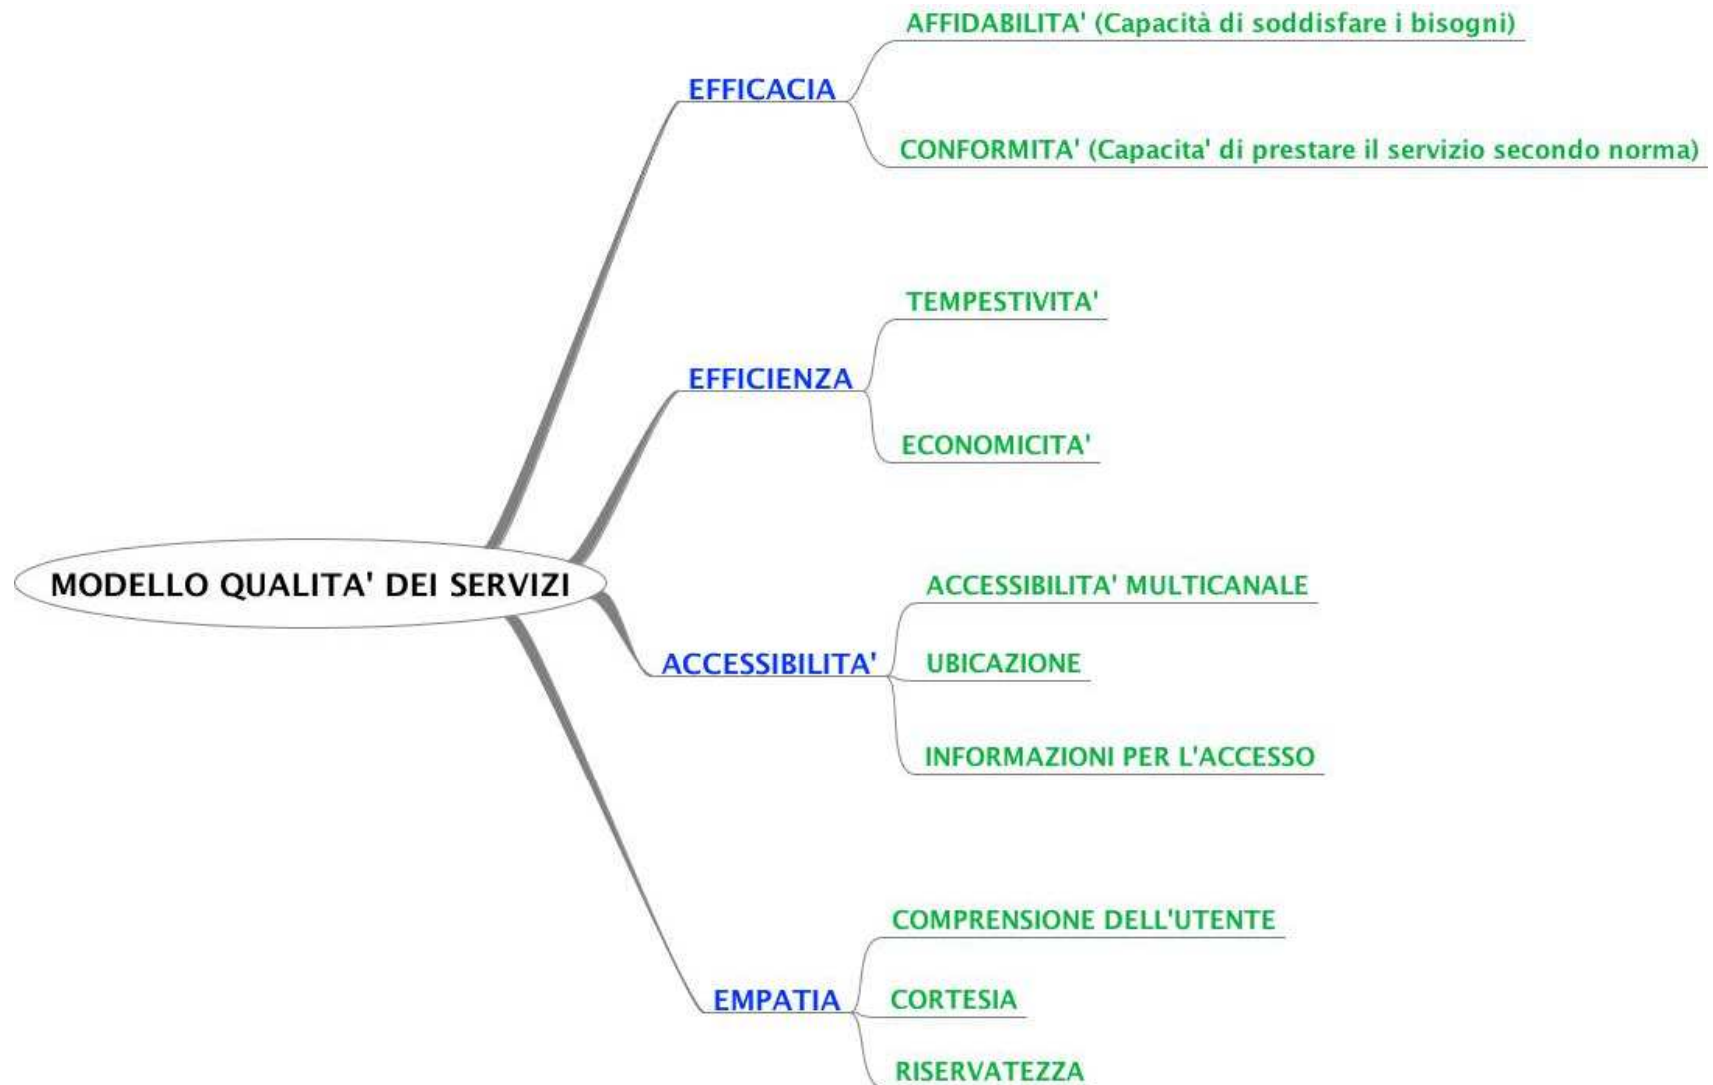 AFFIDABILITA' (Capacità di soddisfare i bisogni)
EFFICACIA
CONFORMITA' (Capacita' di prestare il servizio secondo norma)
TEMPESTIVITA'
EFFICIENZA
ECONOMICITA'
MODELLO QUALITA' DEI SERVIZI
ACCESSIBILITA' MULTICANALE
ACCESSIBILITA'
UBICAZIONE
INFORMAZIONI PER L'ACCESSO
COMPRENSIONE DELL'UTENTE
EMPATIA
CORTESIA
RISERVATEZZA